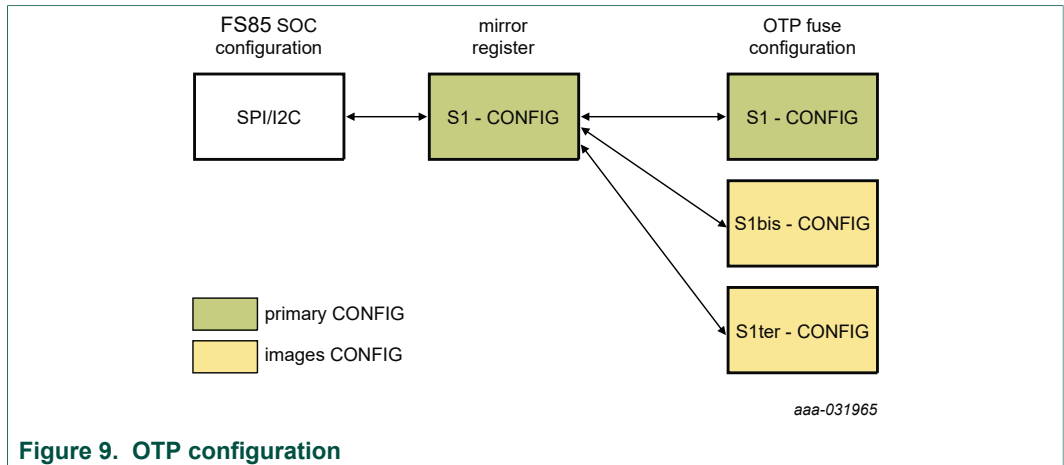 FS85 SOC
configuration
mirror
register
OTP fuse
configuration
SPI/I2C
S1 - CONFIG
S1 - CONFIG
S1bis - CONFIG
S1ter - CONFIG
primary CONFIG
images CONFIG
aaa-031965
Figure 9. OTP configuration